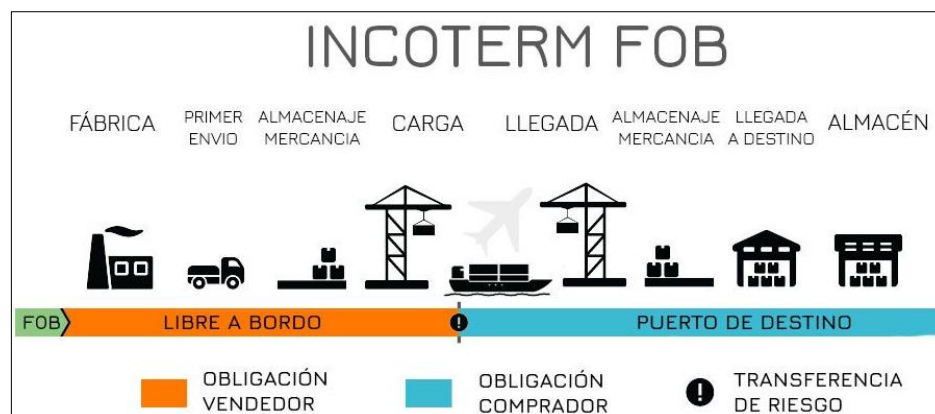 INCOTERM FOB
FÁBRICA
PRIMER
ENVIO
ALMACENAJE
MERCANCIA
CARGA
LLEGADA
ALMACENAJE
MERCANCIA
LLEGADA
A DESTINO
ALMACÉN
FOB
LIBRE A BORDO
!
PUERTO DE DESTINO
OBLIGACIÓN
VENDEDOR
OBLIGACIÓN
COMPRADOR
!
TRANSFERENCIA
DE RIESGO